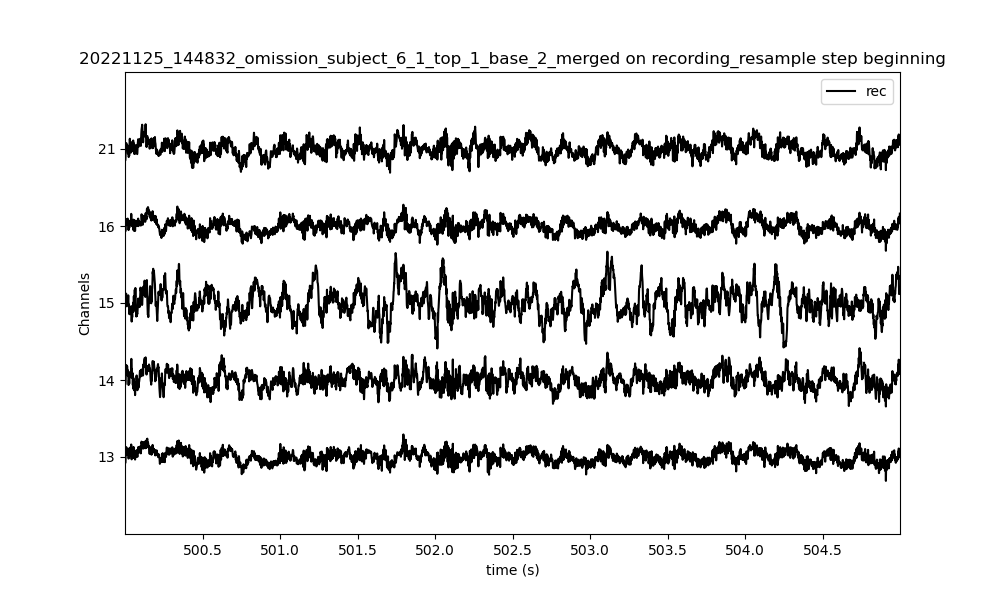 20221125_144832_omission_subject_6_1_top_1_base_2_merged on recording_resample step beginning
rec
21
16
15
14
13
Channels
500.5 501.0 501.5 502.0 502.5 503.0 503.5 504.0 504.5
time (s)